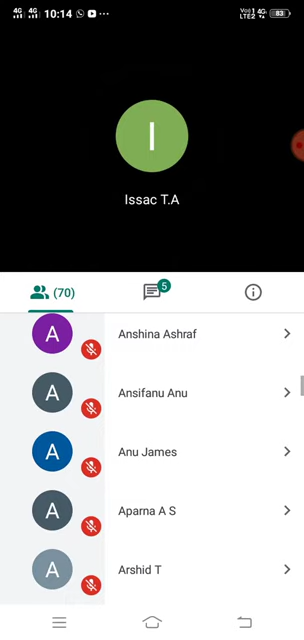 4G 4G 10:14 Vo)) 1 LTE2 4G 83
I
Issac T.A
(70) 5
A Anshina Ashraf
A Ansifanu Anu
A Anu James
A Aparna A S
A Arshid T